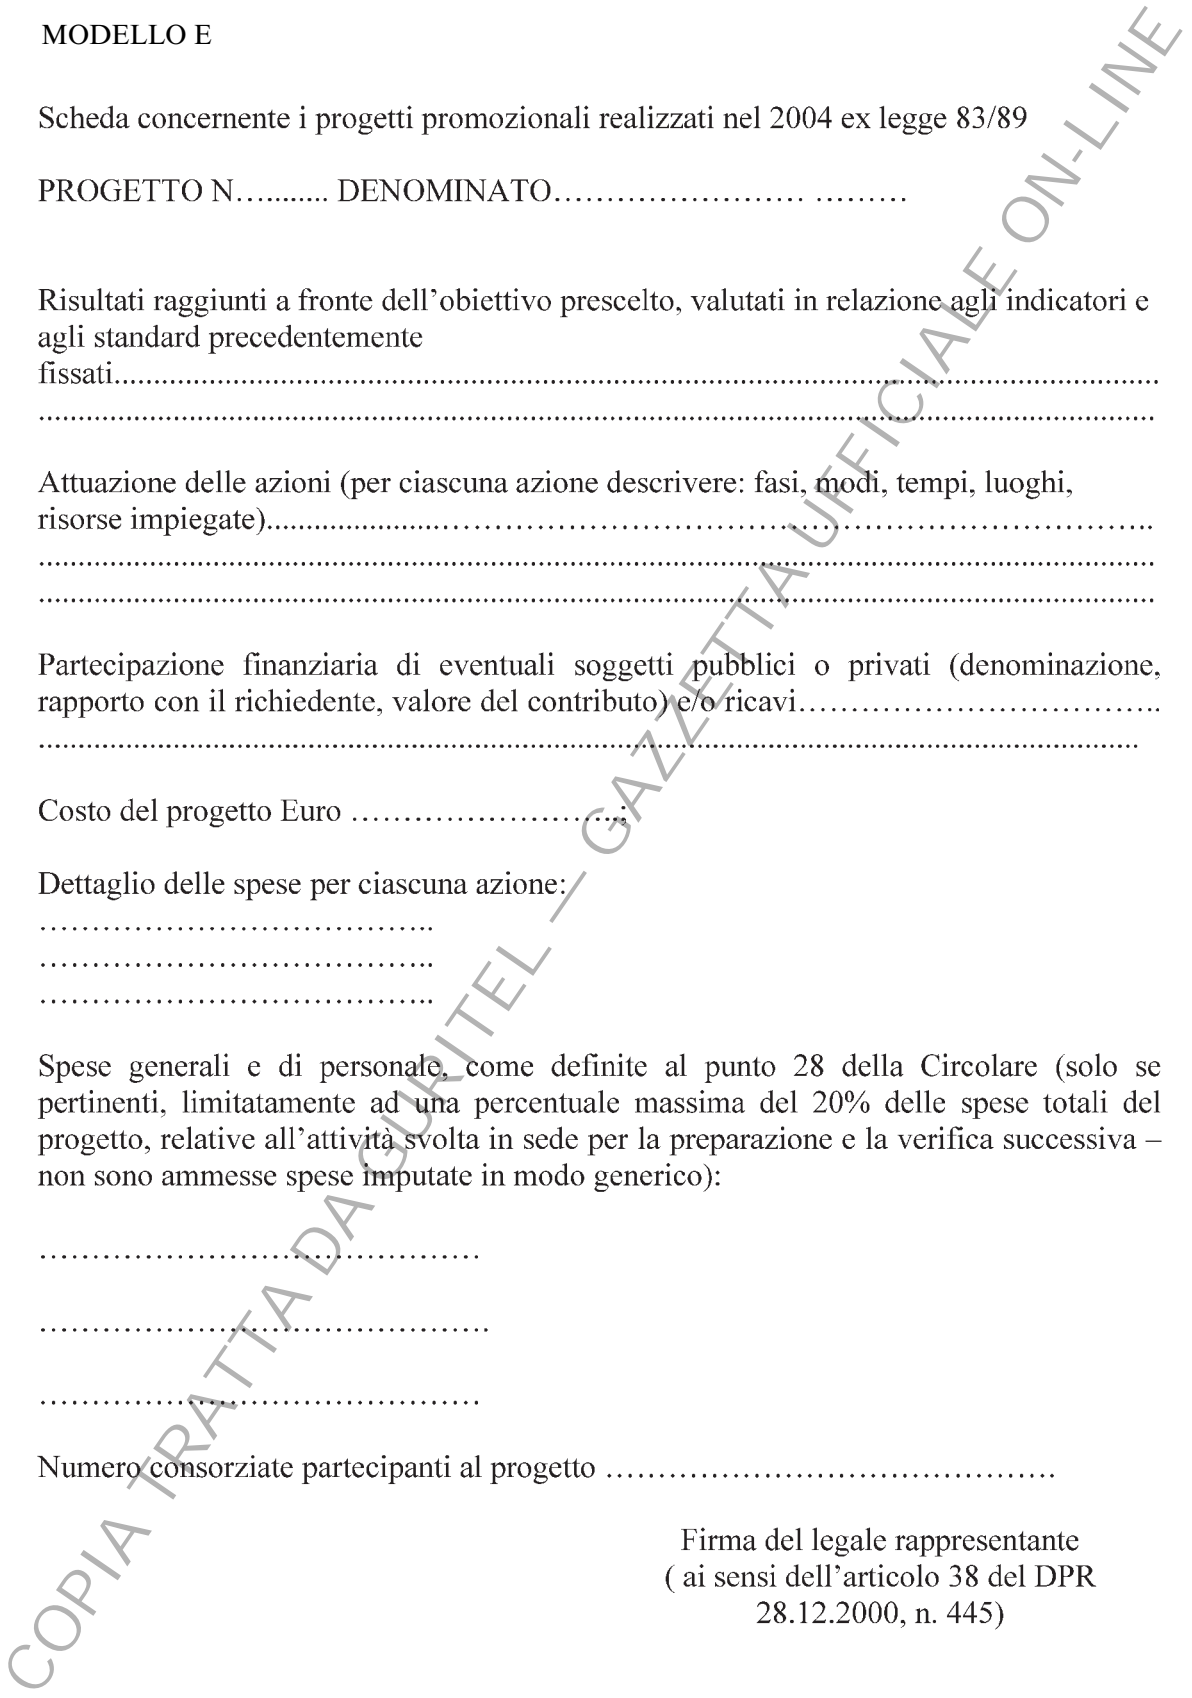 MODELLO E
Scheda concernente i progetti promozionali realizzati nel 2004 ex legge 83/89
PROGETTO N…......... DENOMINATO…………………… ………
Risultati raggiunti a fronte dell’obiettivo prescelto, valutati in relazione agli indicatori e
agli standard precedentemente
fissati...................................................................................................................................
.............................................................................................................................................
Attuazione delle azioni (per ciascuna azione descrivere: fasi, modi, tempi, luoghi,
risorse impiegate)......................……………………………………………………………….
.............................................................................................................................................
.............................................................................................................................................
Partecipazione finanziaria di eventuali soggetti pubblici o privati (denominazione,
rapporto con il richiedente, valore del contributo) e/o ricavi…………………………….
...........................................................................................................................................
Costo del progetto Euro ……………………..;
Dettaglio delle spese per ciascuna azione:
………………………………..
………………………………..
………………………………..
Spese generali e di personale, come definite al punto 28 della Circolare (solo se
pertinenti, limitatamente ad una percentuale massima del 20% delle spese totali del
progetto, relative all’attività svolta in sede per la preparazione e la verifica successiva –
non sono ammesse spese imputate in modo generico):
……………………………………
…………………………………….
……………………………………
Numero consorziate partecipanti al progetto …………………………………….
Firma del legale rappresentante
( ai sensi dell’articolo 38 del DPR
28.12.2000, n. 445)
COPIA TRATTA DA GURITEL — GAZZETTA UFFICIALE ON-LINE